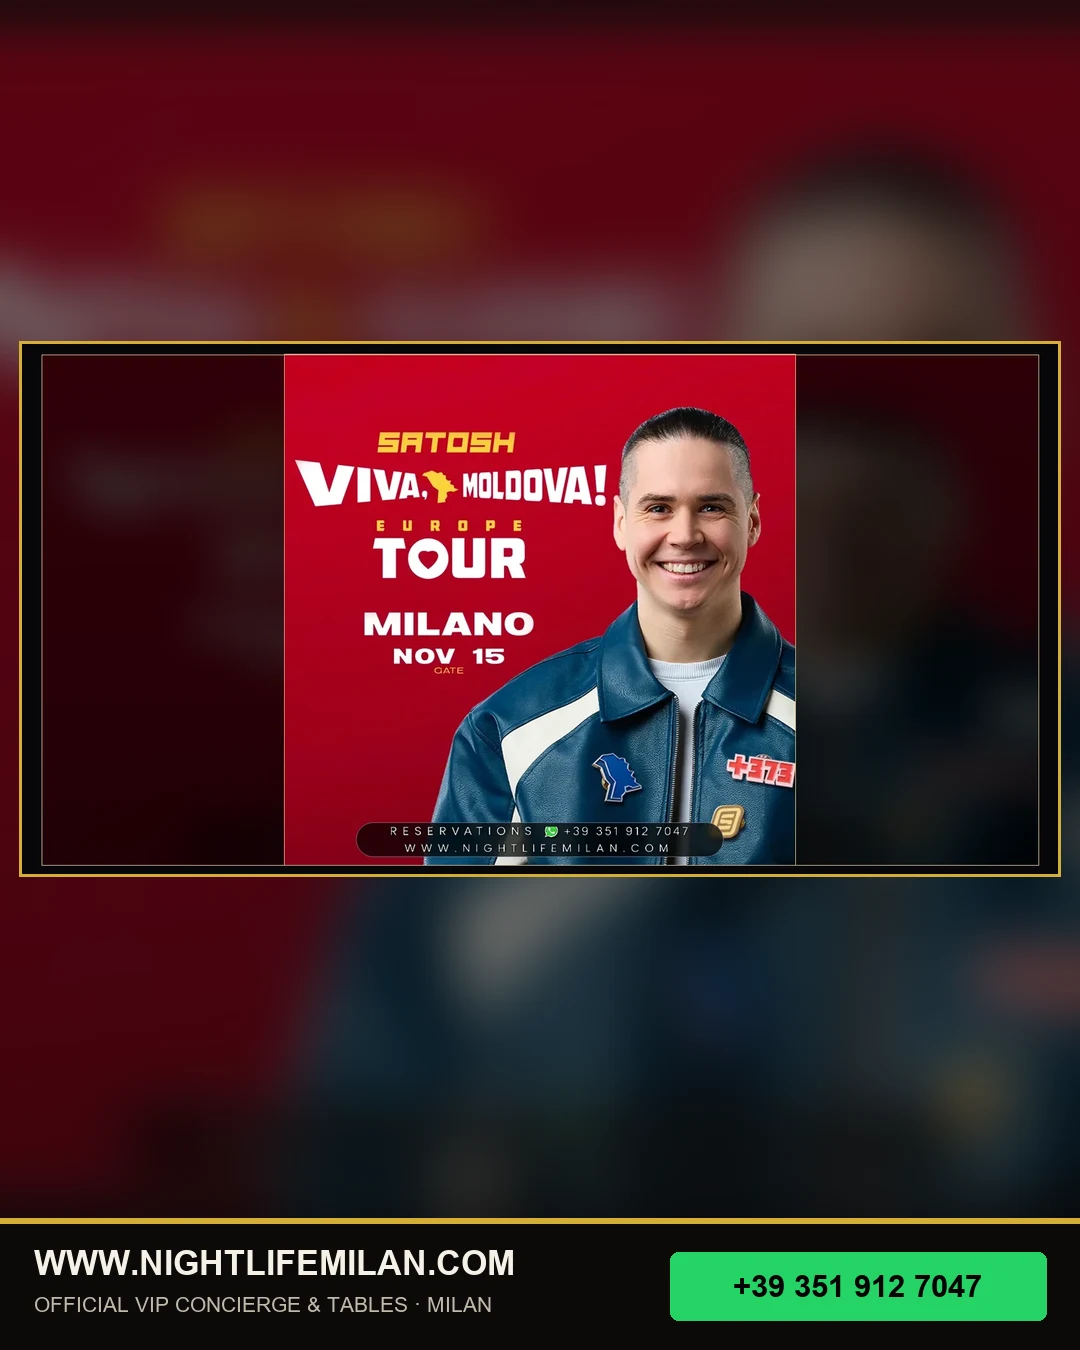 SATOSH
VIVA, MOLDOVA!
EUROPE
TOUR
MILANO
NOV 15
GATE
+373
S
RESERVATIONS +39 351 912 7047
WWW.NIGHTLIFEMILAN.COM
WWW.NIGHTLIFEMILAN.COM
OFFICIAL VIP CONCIERGE & TABLES · MILAN
+39 351 912 7047